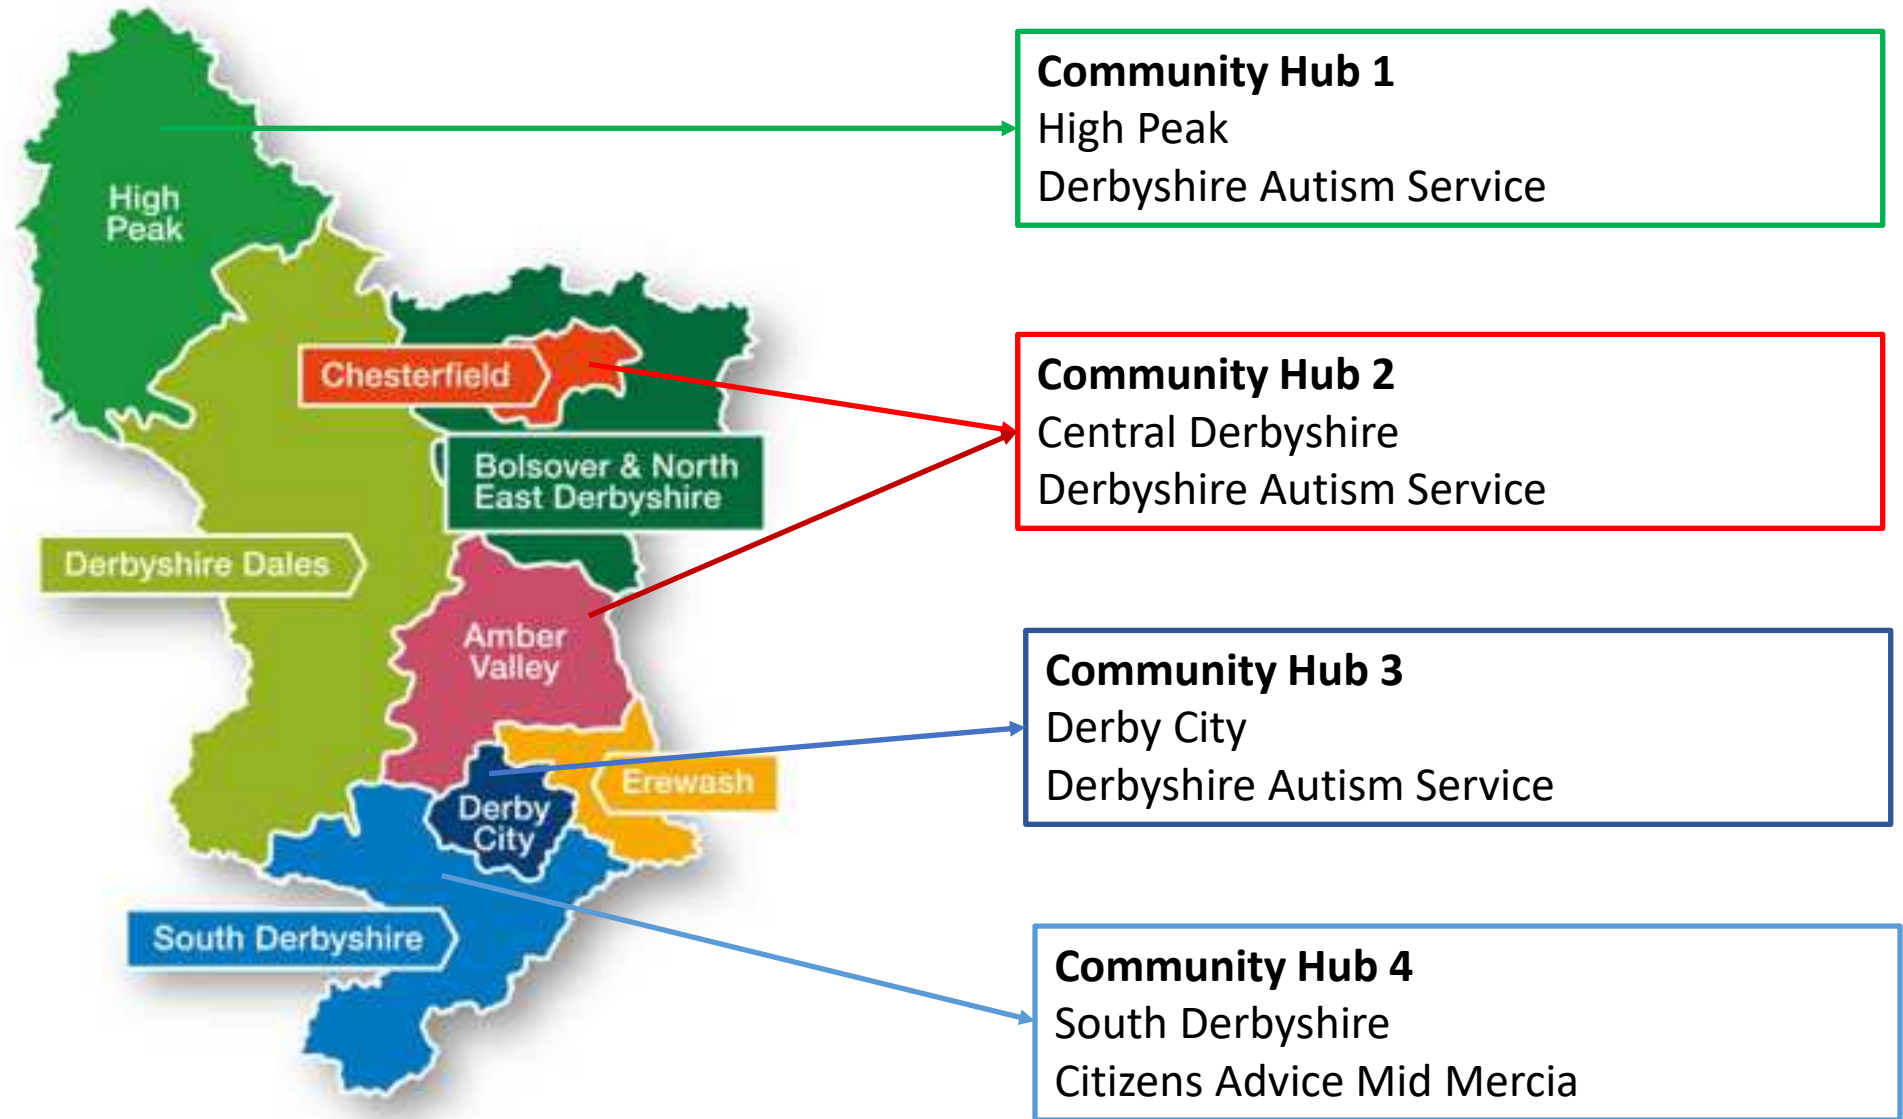 High
Peak
Chesterfield
Bolsover & North
East Derbyshire
Derbyshire Dales
Amber
Valley
Erewash
Derby
City
South Derbyshire
Community Hub 1
High Peak
Derbyshire Autism Service
Community Hub 2
Central Derbyshire
Derbyshire Autism Service
Community Hub 3
Derby City
Derbyshire Autism Service
Community Hub 4
South Derbyshire
Citizens Advice Mid Mercia